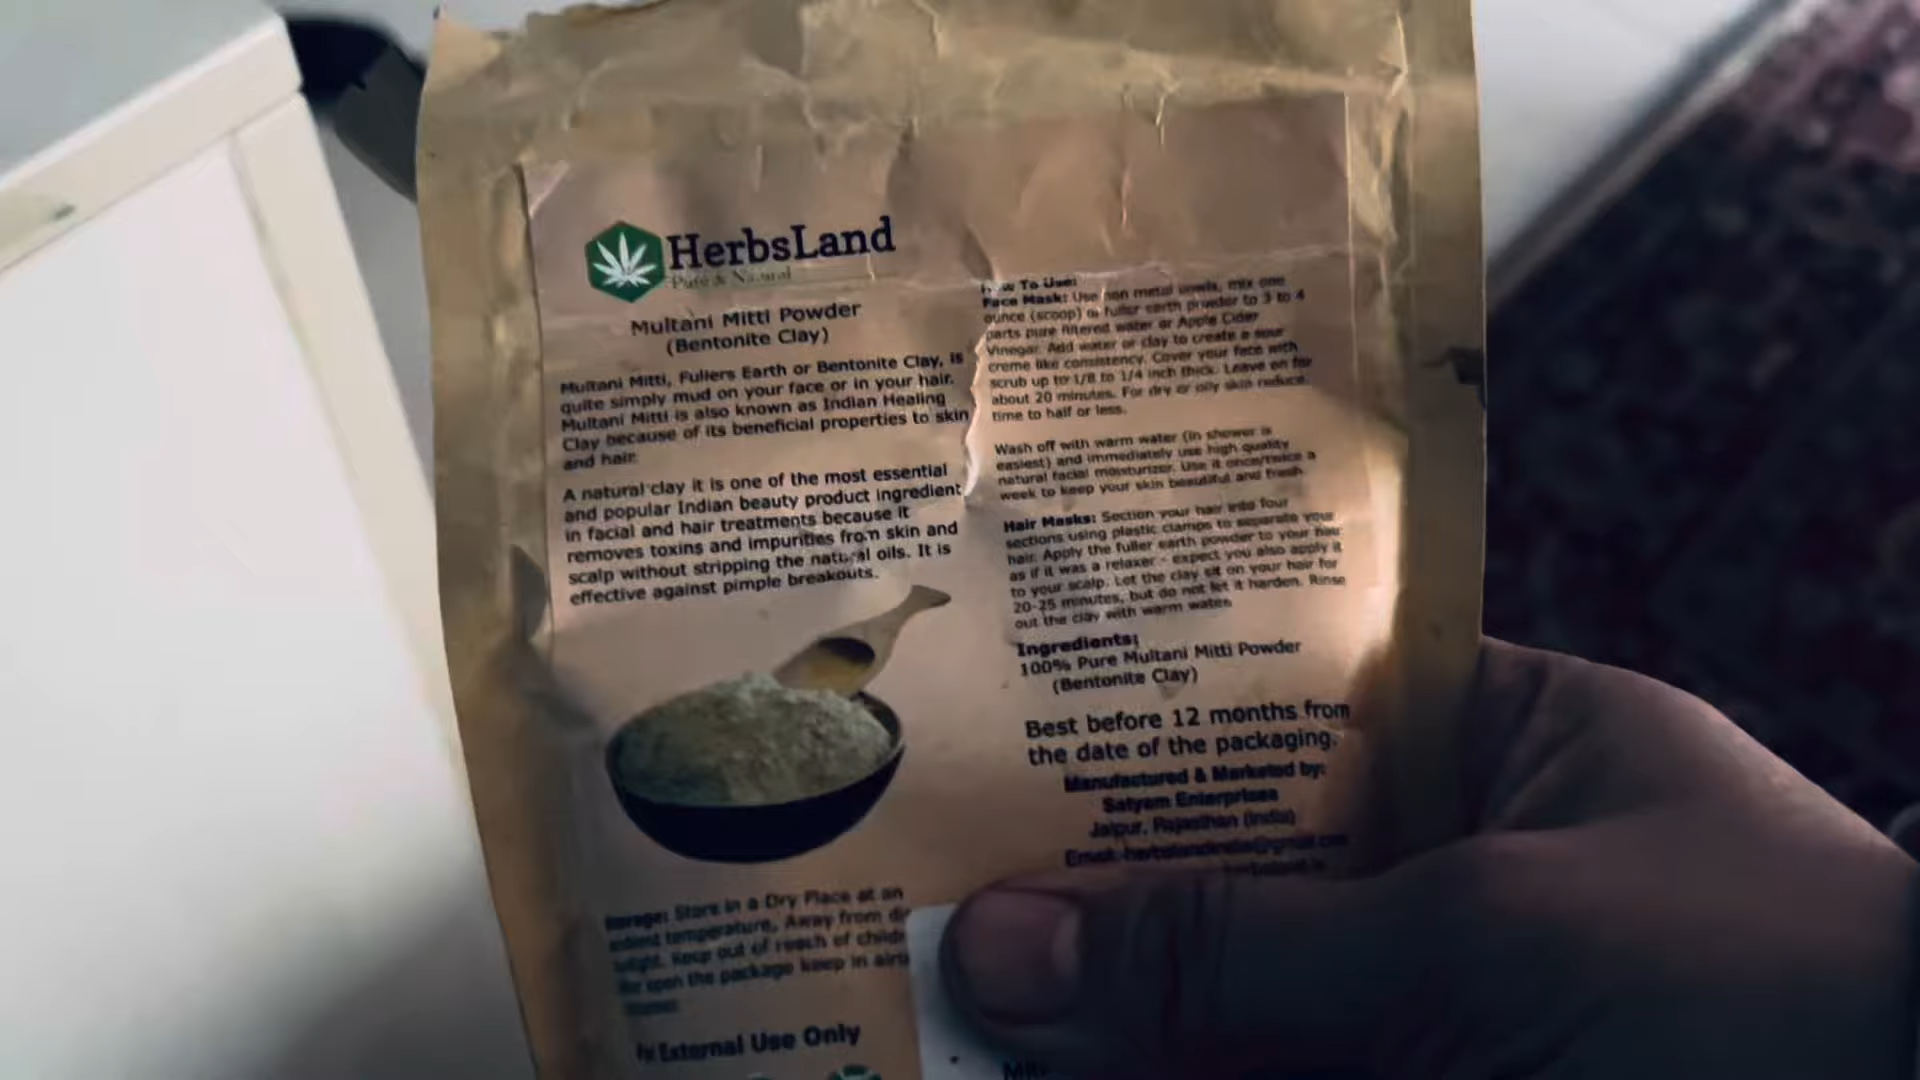 HerbsLand
Pure & Natural
Multani Mitti Powder
(Bentonite Clay)
Multani Mitti, Fullers Earth or Bentonite Clay, is
quite simply mud on your face or in your hair.
Multani Mitti is also known as Indian Healing
Clay because of its beneficial properties to skin
and hair.
A natural clay it is one of the most essential
and popular Indian beauty product ingredient
in facial and hair treatments because it
removes toxins and impurities from skin and
scalp without stripping the natural oils. It is
effective against pimple breakouts.
Store in a Dry Place at an
temperature, Away from
Keep out of reach of
open the package keep in
External Use Only
How To Use:
Face Mask: Use non metal bowls, mix one
ounce (scoop) of fuller earth powder to 3 to 4
parts pure filtered water or Apple Cider
Vinegar. Add water or clay to create a sour
creme like consistency. Cover your face with
scrub up to 1/8 to 1/4 inch thick. Leave on for
about 20 minutes. For dry or oily skin reduce
time to half or less.
Wash off with warm water (in shower is
easiest) and immediately use high quality
natural facial moisturizer. Use it once/twice a
week to keep your skin beautiful and fresh.
Hair Masks: Section your hair into four
sections using plastic clamps to separate your
hair. Apply the fuller earth powder to your hair
as if it was a relaxer - expect you also apply it
to your scalp. Let the clay sit on your hair for
20-25 minutes, but do not let it harden. Rinse
out the clay with warm water.
Ingredients:
100% Pure Multani Mitti Powder
(Bentonite Clay)
Best before 12 months from
the date of the packaging.
Manufactured & Marketed by:
Satyam Enterprises
Jaipur, Rajasthan (India)
Email: